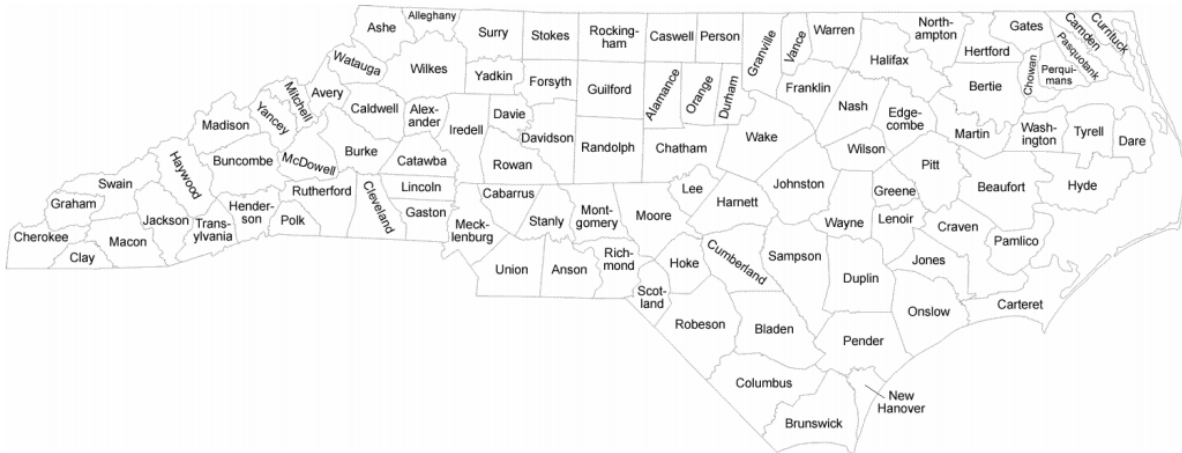 Alleghany
Ashe
Surry
Stokes
Rocking-
ham
Caswell
Person
Granville
Vance
Warren
North-
ampton
Gates
Camden
Currituck
Pasquotank
Hertford
Halifax
Watauga
Wilkes
Yadkin
Forsyth
Guilford
Alamance
Orange
Durham
Franklin
Nash
Edge-
combe
Bertie
Chowan
Perqui-
mans
Mitchell
Avery
Caldwell
Alex-
ander
Iredell
Davie
Davidson
Randolph
Chatham
Wake
Wilson
Martin
Wash-
ington
Tyrell
Dare
Madison
Yancey
Buncombe
McDowell
Burke
Catawba
Rowan
Pitt
Beaufort
Hyde
Haywood
Swain
Graham
Cherokee
Clay
Macon
Jackson
Tran-
sylvania
Hender-
son
Polk
Rutherford
Cleveland
Lincoln
Gaston
Meck-
lenburg
Cabarrus
Stanly
Mont-
gomery
Moore
Lee
Harnett
Johnston
Greene
Wayne
Lenoir
Craven
Pamlico
Jones
Union
Anson
Rich-
mond
Scot-
land
Hoke
Cumberland
Sampson
Duplin
Onslow
Carteret
Robeson
Bladen
Pender
Columbus
Brunswick
New
Hanover